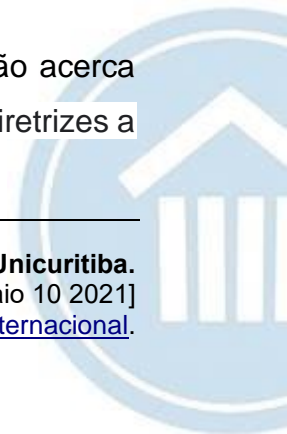 ão acerca
iretrizes a
Unicuritiba.
aio 10 2021]
ternacional.